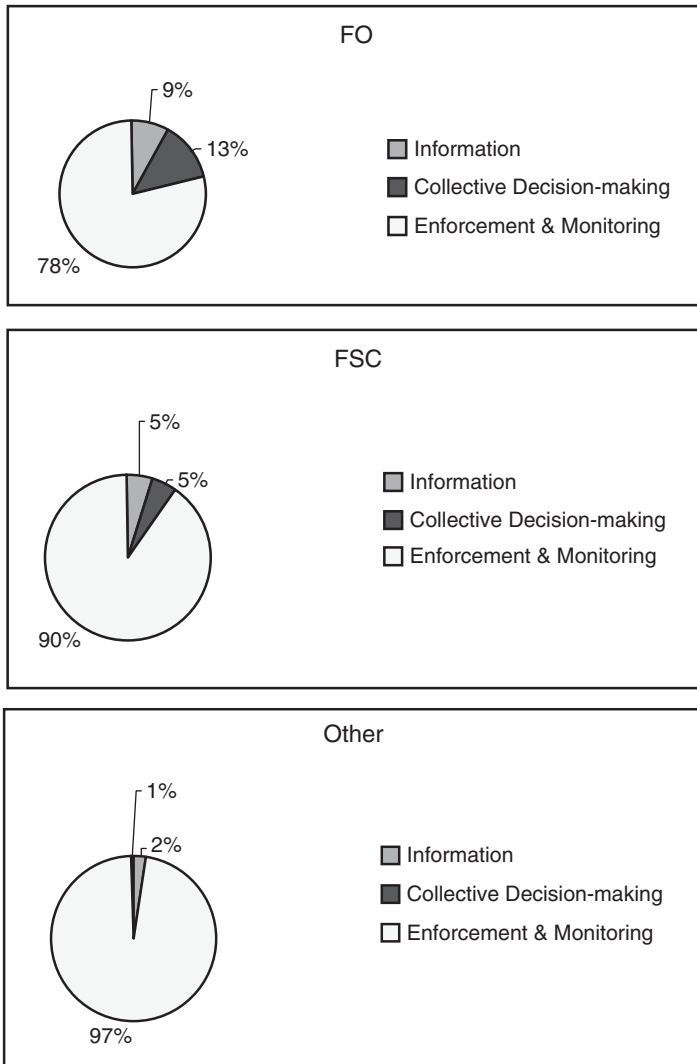 FO
9%
13%
78%
Information
Collective Decision-making
Enforcement & Monitoring
FSC
5%
5%
90%
Information
Collective Decision-making
Enforcement & Monitoring
Other
1%
2%
97%
Information
Collective Decision-making
Enforcement & Monitoring